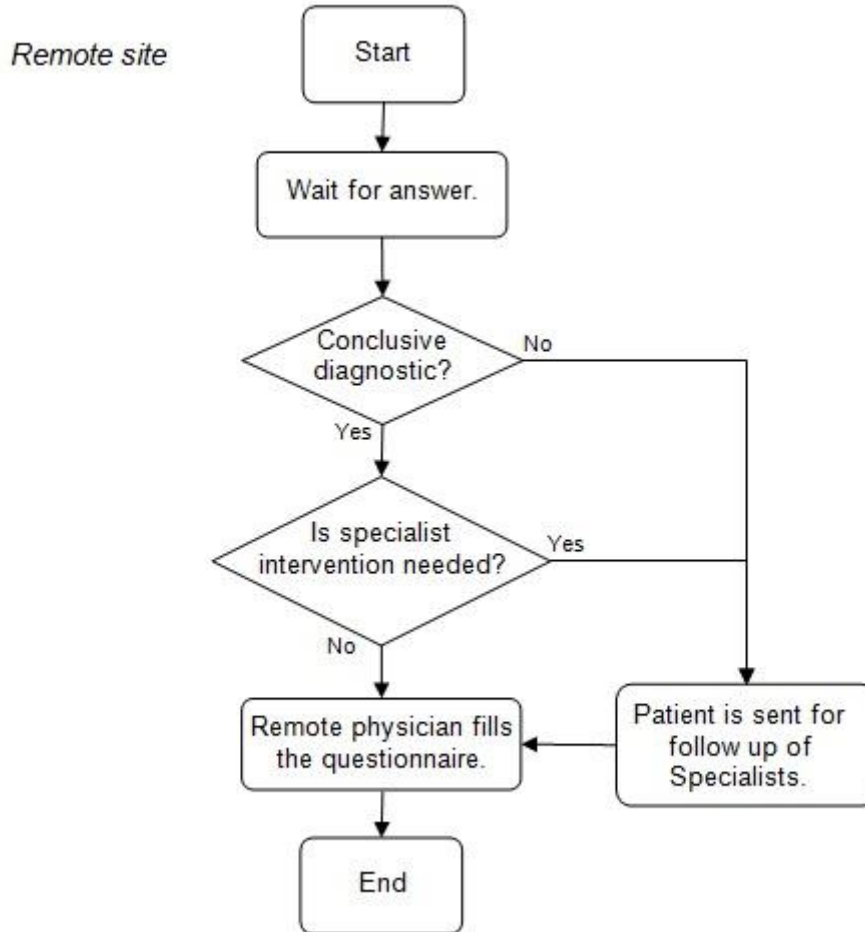 Remote site
Start
Wait for answer.
Conclusive
diagnostic?
No
Yes
Is specialist
intervention needed?
Yes
No
Remote physician fills
the questionnaire.
Patient is sent for
follow up of
Specialists.
End